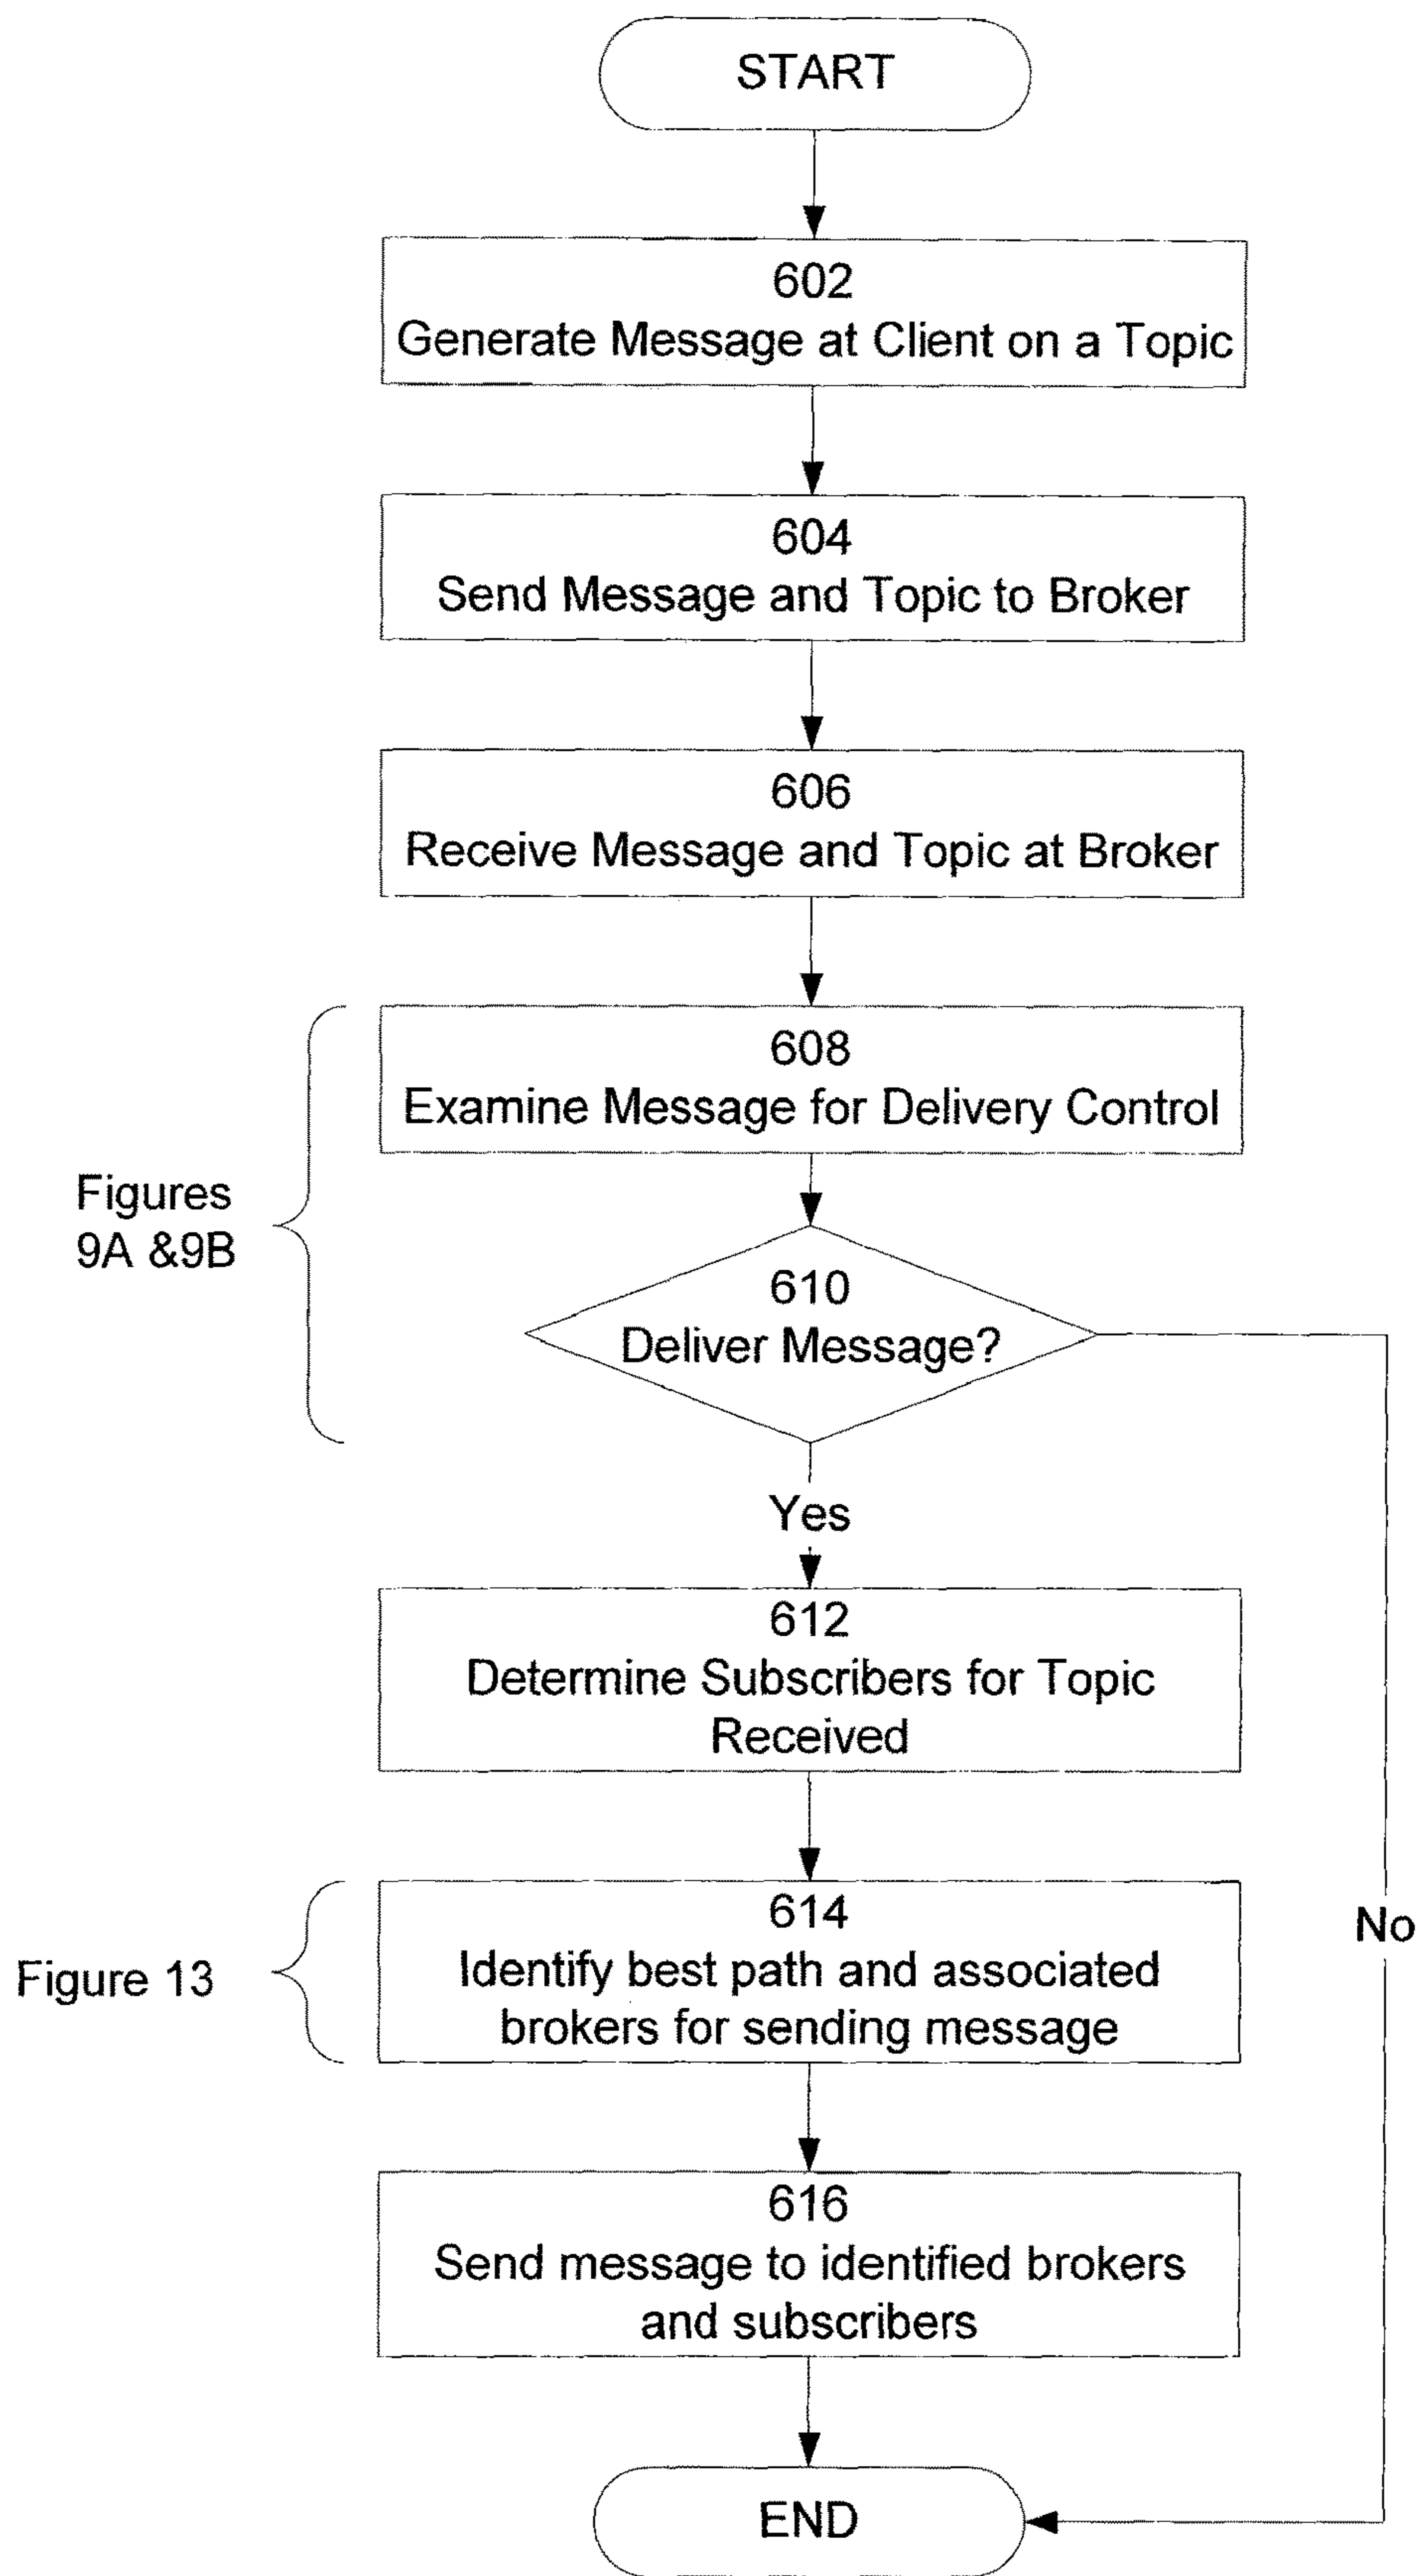 START
602
Generate Message at Client on a Topic
604
Send Message and Topic to Broker
606
Receive Message and Topic at Broker
608
Examine Message for Delivery Control
Figures
9A &9B
610
Deliver Message?
Yes
612
Determine Subscribers for Topic
Received
614
Identify best path and associated
brokers for sending message
Figure 13
No
616
Send message to identified brokers
and subscribers
END